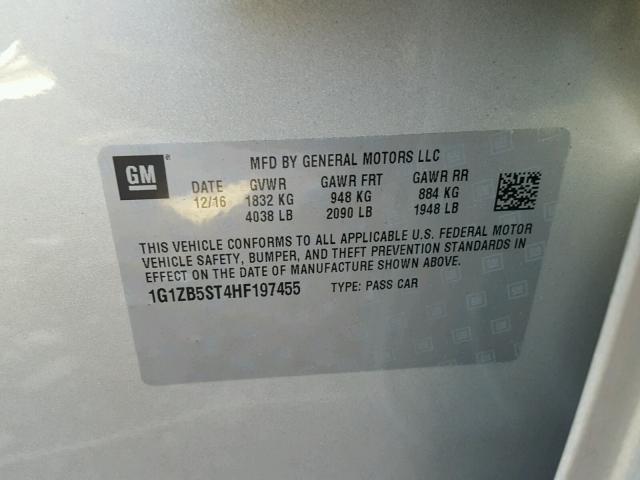 GM
MFD BY GENERAL MOTORS LLC
DATE GVWR GAWR FRT GAWR RR
12/16 1832 KG 948 KG 884 KG
4038 LB 2090 LB 1948 LB
THIS VEHICLE CONFORMS TO ALL APPLICABLE U.S. FEDERAL MOTOR
VEHICLE SAFETY, BUMPER, AND THEFT PREVENTION STANDARDS IN
EFFECT ON THE DATE OF MANUFACTURE SHOWN ABOVE.
1G1ZB5ST4HF197455 TYPE: PASS CAR